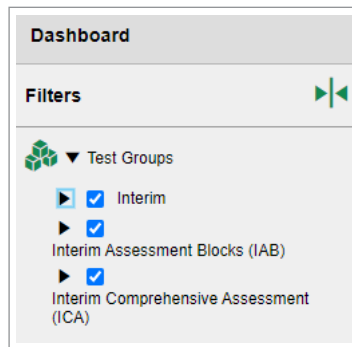 Dashboard
Filters
Test Groups
Interim
Interim Assessment Blocks (IAB)
Interim Comprehensive Assessment
(ICA)